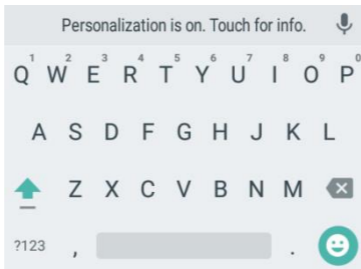 Personalization is on. Touch for info.
1 2 3 4 5 6 7 8 9 0
Q W E R T Y U I O P
A S D F G H J K L
Z X C V B N M
?123 , .